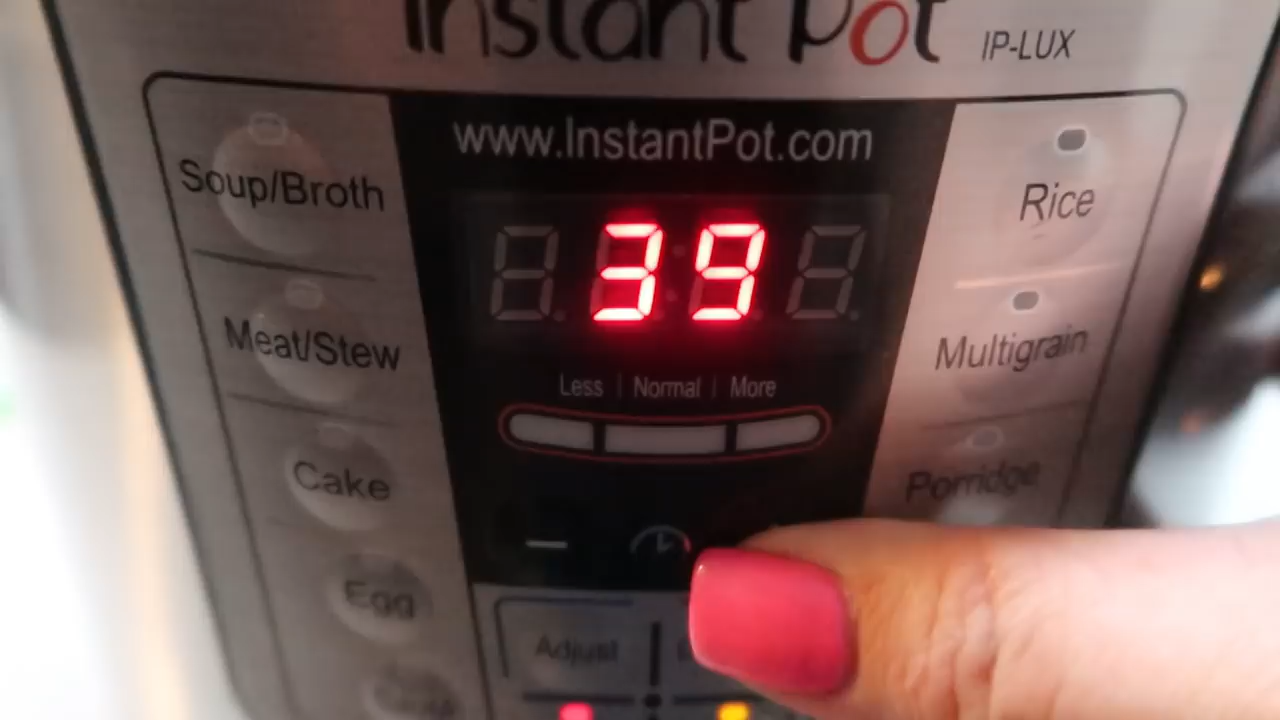 Instant Pot IP-LUX
www.InstantPot.com
Soup/Broth
Meat/Stew
Cake
Egg
39
Less | Normal | More
−
Adjust
Rice
Multigrain
Porridge